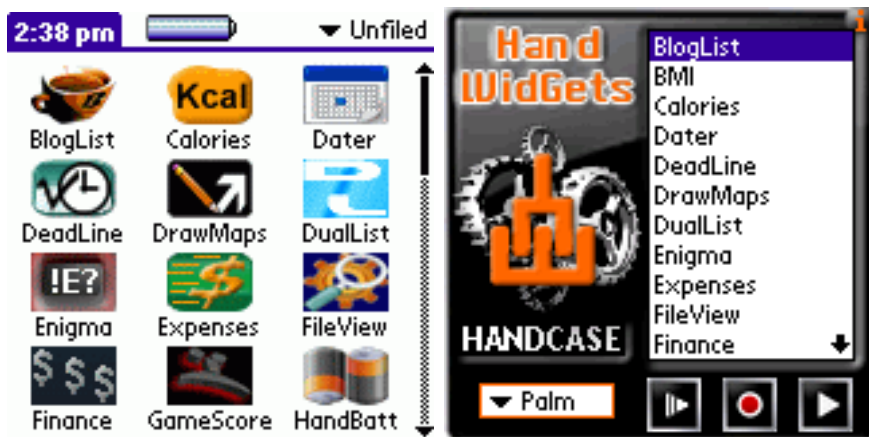 2:38 pm
Unfiled
Kcal
BlogList
Calories
Dater
DeadLine
DrawMaps
DualList
!E?
Enigma
Expenses
FileView
$ $ $
Finance
GameScore
HandBatt
i
Hand
WidGets
HANDCASE
BlogList
BMI
Calories
Dater
DeadLine
DrawMaps
DualList
Enigma
Expenses
FileView
Finance
Palm